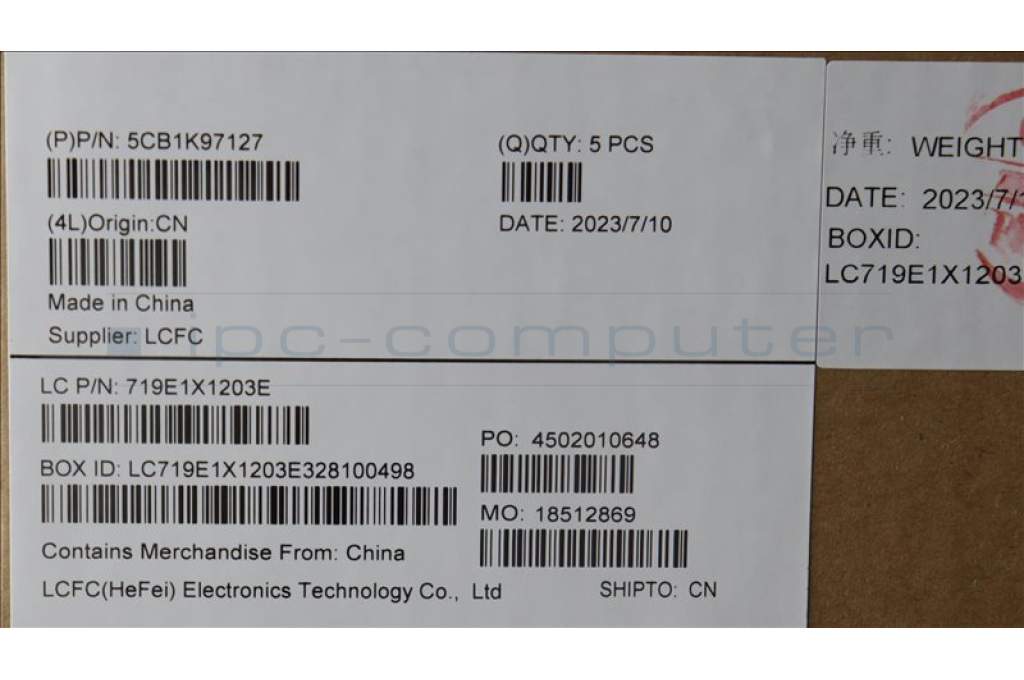 (P)P/N: 5CB1K97127
(Q)QTY: 5 PCS
(4L)Origin:CN
DATE: 2023/7/10
Made in China
Supplier: LCFC
LC P/N: 719E1X1203E
PO: 4502010648
BOX ID: LC719E1X1203E328100498
MO: 18512869
Contains Merchandise From: China
LCFC(HeFei) Electronics Technology Co., Ltd
SHIPTO: CN
净重: WEIGHT
DATE: 2023/7/1
BOXID:
LC719E1X1203
ipc-computer